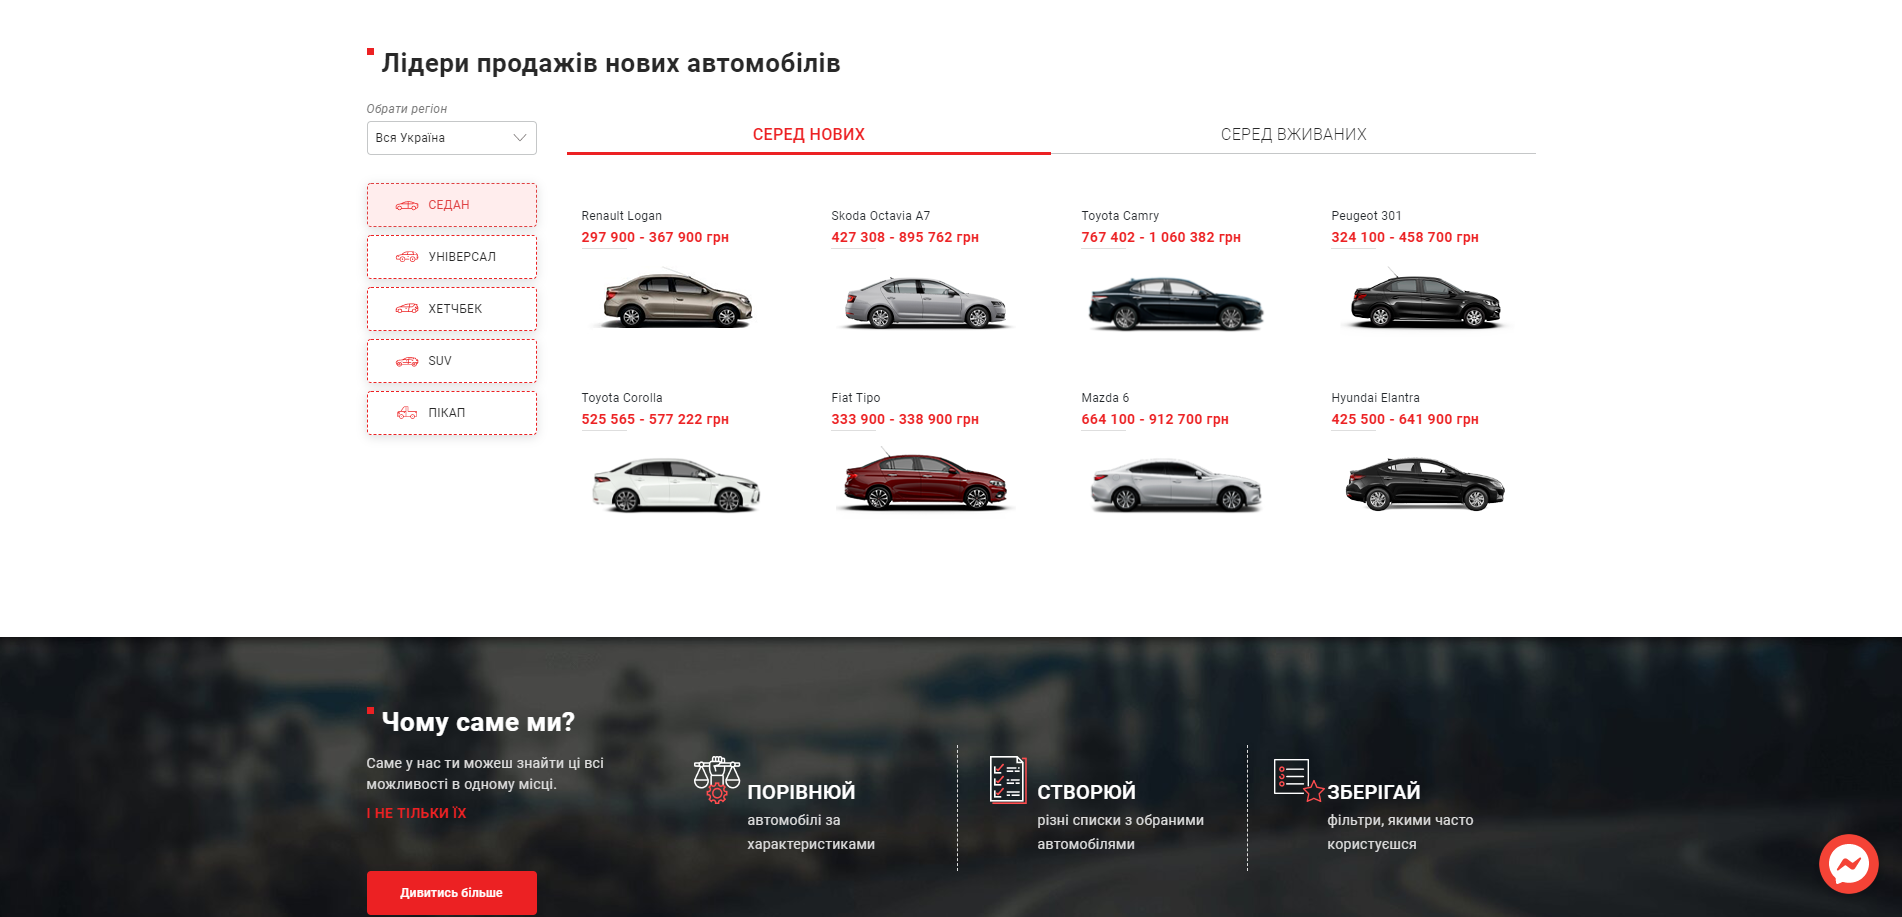 Лідери продажів нових автомобілів
Обрати регіон
Вся Україна
СЕРЕД НОВИХ
СЕРЕД ВЖИВАНИХ
СЕДАН
УНІВЕРСАЛ
ХЕТЧБЕК
SUV
ПІКАП
Renault Logan
297 900 - 367 900 грн
Skoda Octavia A7
427 308 - 895 762 грн
Toyota Camry
767 402 - 1 060 382 грн
Peugeot 301
324 100 - 458 700 грн
Toyota Corolla
525 565 - 577 222 грн
Fiat Tipo
333 900 - 338 900 грн
Mazda 6
664 100 - 912 700 грн
Hyundai Elantra
425 500 - 641 900 грн
Чому саме ми?
Саме у нас ти можеш знайти ці всі
можливості в одному місці.
І НЕ ТІЛЬКИ ЇХ
Дивитись більше
ПОРІВНЮЙ
автомобілі за
характеристиками
СТВОРЮЙ
різні списки з обраними
автомобілями
ЗБЕРІГАЙ
фільтри, якими часто
користуєшся